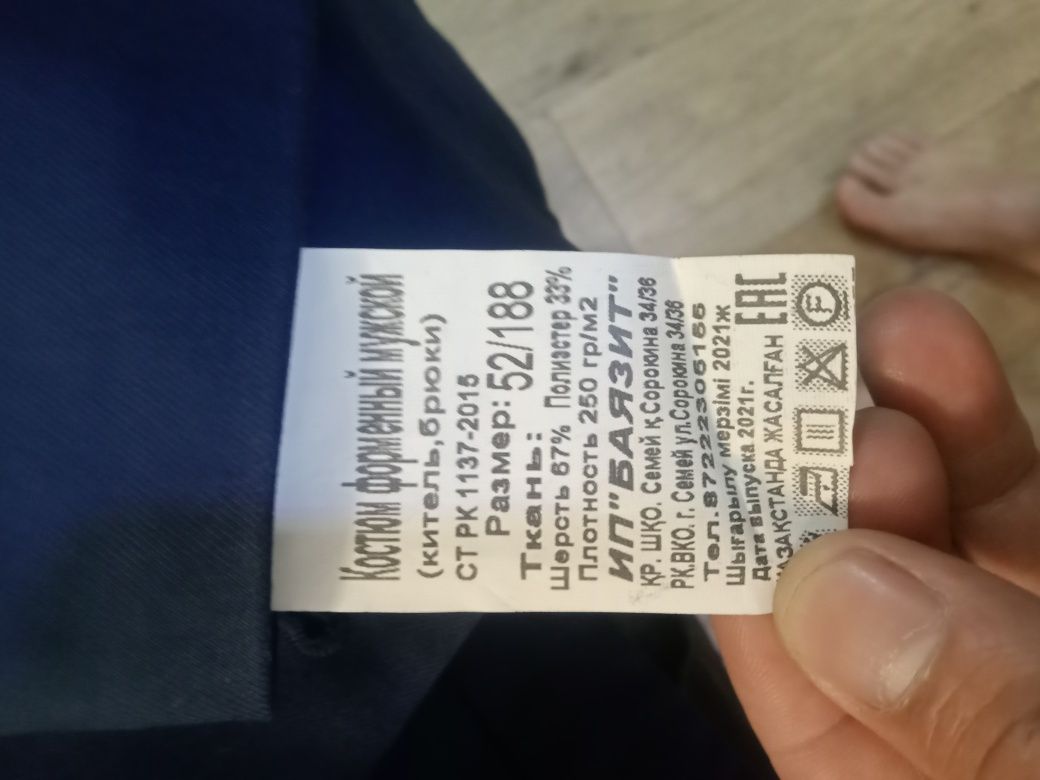 Костюм форменный мужской
(китель,брюки)
СТ РК 1137-2015
Размер: 52/188
Ткань:
Шерсть 67% Полиэстер 33%
Плотность 250 гр/м2
ИП"БАЯЗИТ"
ҚР. ШҚО. Семей қ.Сорокина 34/36
РК.ВКО. г. Семей ул.Сорокина 34/36
Тел.87222306155
Шығарылу мерзімі 2021ж
Дата выпуска 2021г.
ҚАЗАҚСТАНДА ЖАСАЛҒАН EAC
F